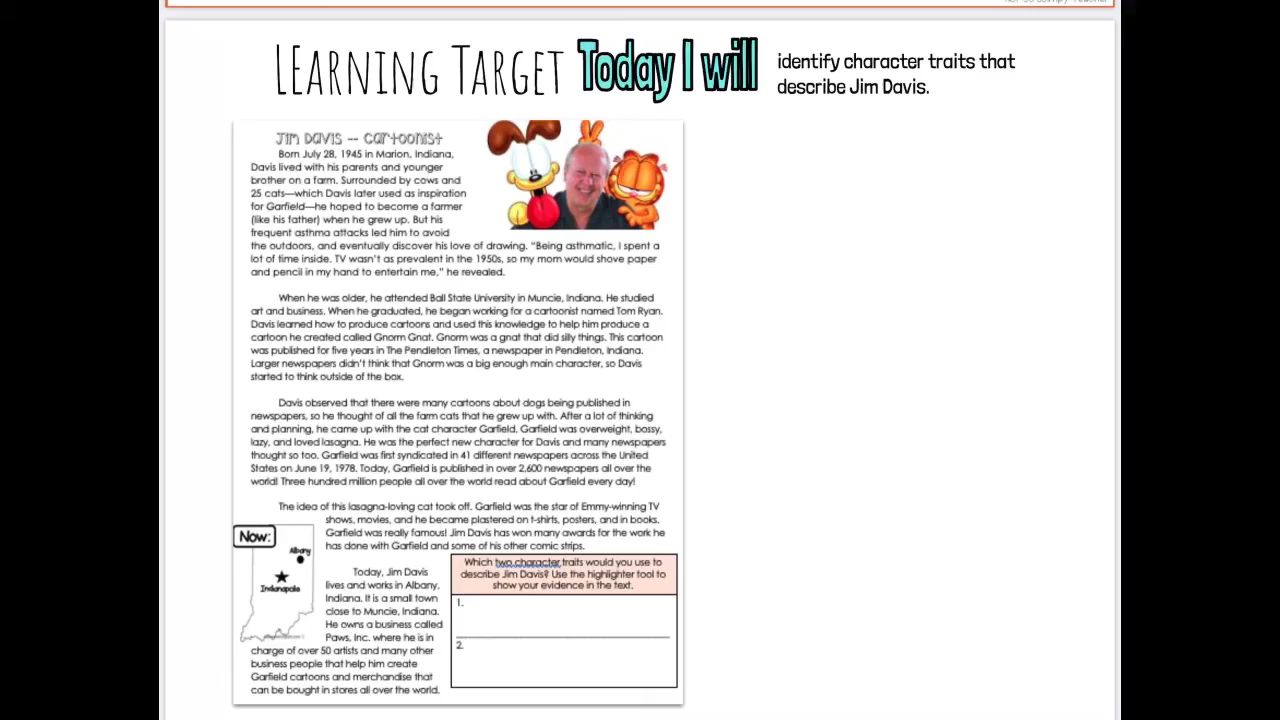 Learning Target Today I will identify character traits that
describe Jim Davis.
Jim Davis -- Cartoonist
Born July 28, 1945 in Marion, Indiana,
Davis lived with his parents and younger
brother on a farm. Surrounded by cows and
25 cats—which Davis later used as inspiration
for Garfield—he hoped to become a farmer
(like his father) when he grew up. But his
frequent asthma attacks led him to avoid
the outdoors, and eventually discover his love of drawing. "Being asthmatic, I spent a
lot of time inside. TV wasn't as prevalent in the 1950s, so my mom would shove paper
and pencil in my hand to entertain me," he revealed.
When he was older, he attended Ball State University in Muncie, Indiana. He studied
art and business. When he graduated, he began working for a cartoonist named Tom Ryan.
Davis learned how to produce cartoons and used this knowledge to help him produce a
cartoon he created called Gnorm Gnat. Gnorm was a gnat that did silly things. This cartoon
was published for five years in The Pendleton Times, a newspaper in Pendleton, Indiana.
Larger newspapers didn't think that Gnorm was a big enough main character, so Davis
started to think outside of the box.
Davis observed that there were many cartoons about dogs being published in
newspapers, so he thought of all the farm cats that he grew up with. After a lot of thinking
and planning, he came up with the cat character Garfield. Garfield was overweight, bossy,
lazy, and loved lasagna. He was the perfect new character for Davis and many newspapers
thought so too. Garfield was first syndicated in 41 different newspapers across the United
States on June 19, 1978. Today, Garfield is published in over 2,600 newspapers all over the
world! Three hundred million people all over the world read about Garfield every day!
The idea of this lasagna-loving cat took off. Garfield was the star of Emmy-winning TV
shows, movies, and he became plastered on t-shirts, posters, and in books.
Garfield was really famous! Jim Davis has won many awards for the work he
has done with Garfield and some of his other comic strips.
Now:
Albany
Indianapolis
Today, Jim Davis
lives and works in Albany,
Indiana. It is a small town
close to Muncie, Indiana.
He owns a business called
Paws, Inc. where he is in
charge of over 50 artists and many other
business people that help him create
Garfield cartoons and merchandise that
can be bought in stores all over the world.
Which two character traits would you use to
describe Jim Davis? Use the highlighter tool to
show your evidence in the text.
1.
2.